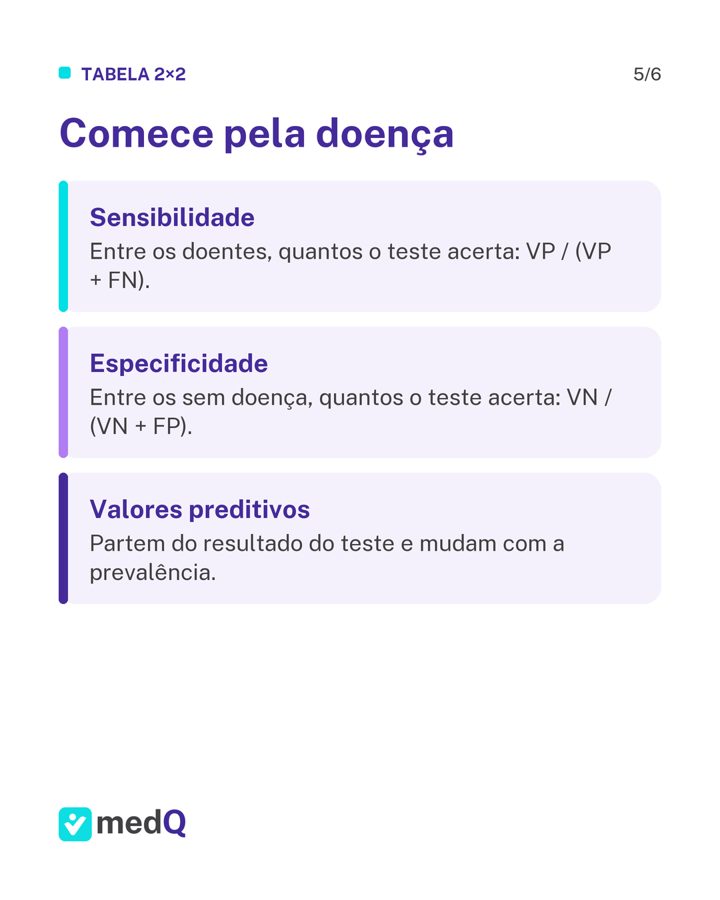 TABELA 2×2
5/6
Comece pela doença
Sensibilidade
Entre os doentes, quantos o teste acerta: VP / (VP
+ FN).
Especificidade
Entre os sem doença, quantos o teste acerta: VN /
(VN + FP).
Valores preditivos
Partem do resultado do teste e mudam com a
prevalência.
medQ